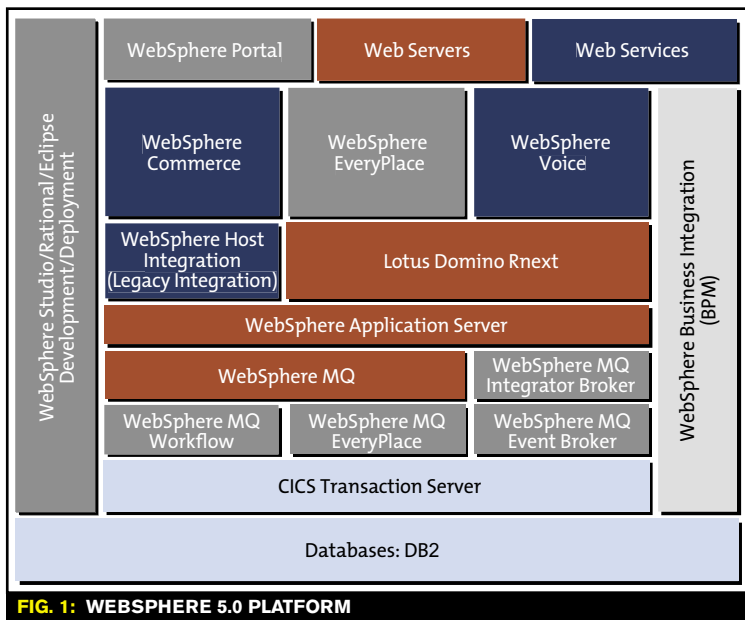 WebSphere Portal
Web Servers
Web Services
WebSphere Studio/Rational/Eclipse
Development/Deployment
WebSphere
Commerce
WebSphere
EveryPlace
WebSphere
Voice
WebSphere Business Integration
(BPM)
WebSphere Host
Integration
(Legacy Integration)
Lotus Domino Rnext
WebSphere Application Server
WebSphere MQ
WebSphere MQ
Integrator Broker
WebSphere MQ
Workflow
WebSphere MQ
EveryPlace
WebSphere MQ
Event Broker
CICS Transaction Server
Databases: DB2
FIG. 1: WEBSPHERE 5.0 PLATFORM